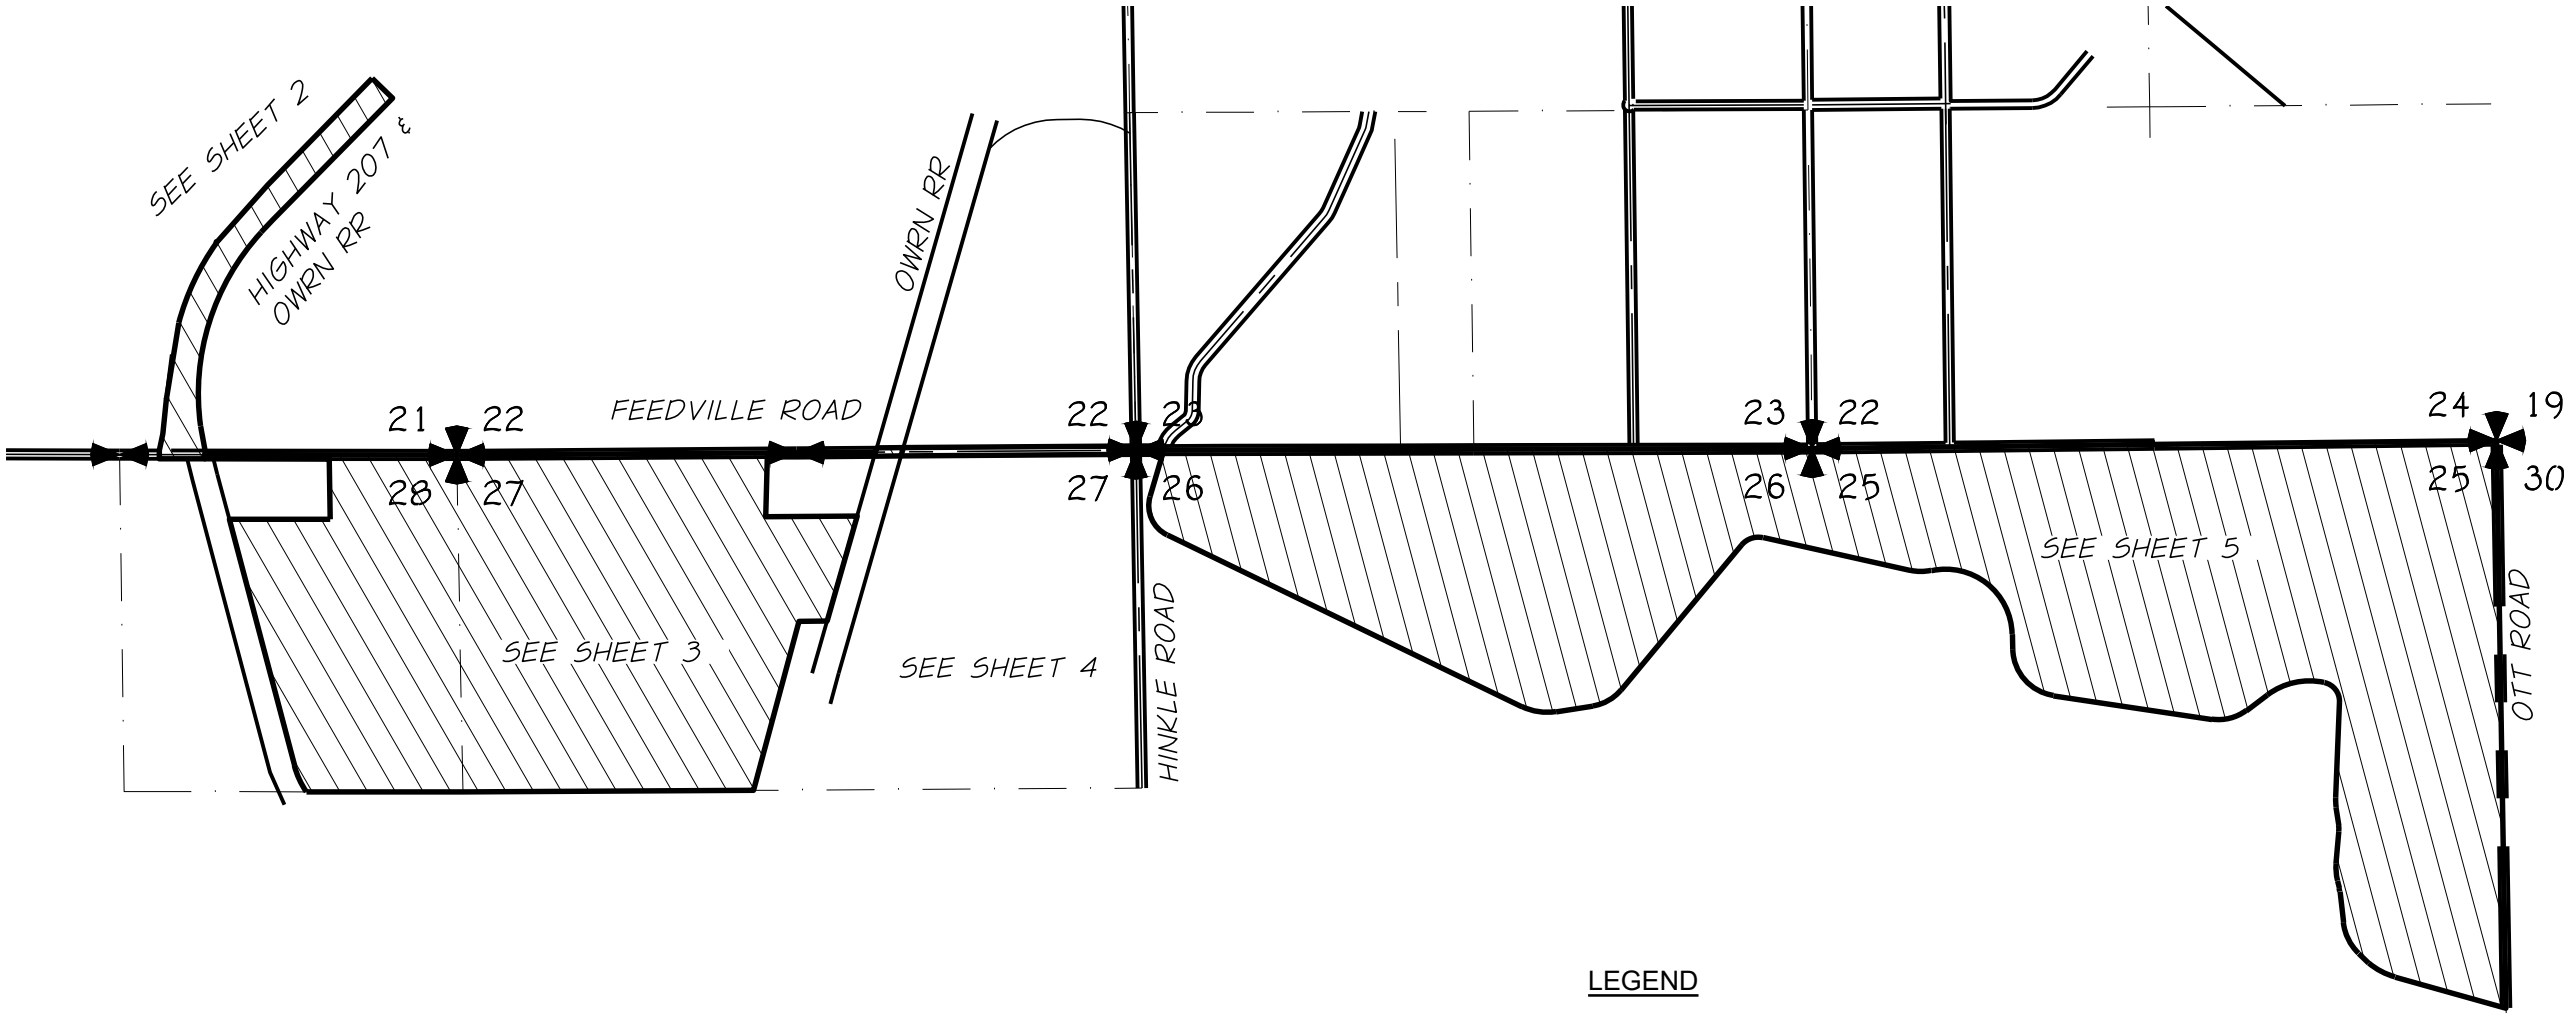 SEE SHEET 2
HIGHWAY 207 &
OWRN RR
OWRN RR
FEEDVILLE ROAD
21 22
28 27
22 23
27 26
23 22
26 25
24 19
25 30
SEE SHEET 3
SEE SHEET 4
HINKLE ROAD
SEE SHEET 5
OTT ROAD
LEGEND